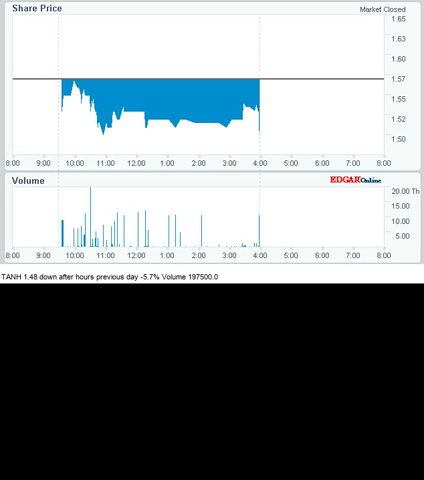 Share Price
Market Closed
1.65
1.63
1.60
1.57
1.55
1.52
1.50
8:00 9:00 10:00 11:00 12:00 1:00 2:00 3:00 4:00 5:00 6:00 7:00 8:00
Volume
EDGAR Online
20.00 Th
15.00
10.00
5.00
8:00 9:00 10:00 11:00 12:00 1:00 2:00 3:00 4:00 5:00 6:00 7:00 8:00
TANH 1.48 down after hours previous day -5.7% Volume 197500.0